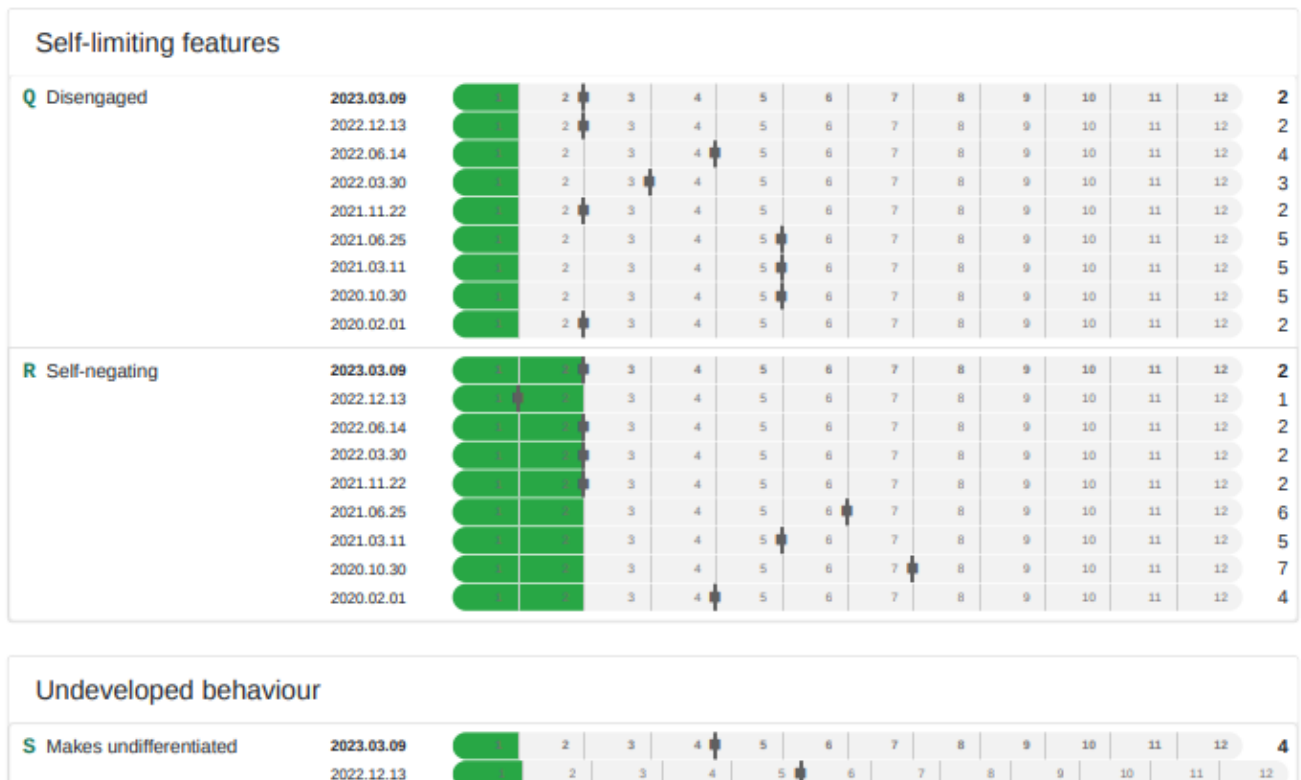 Self-limiting features
Q Disengaged 2023.03.09 1 2 3 4 5 6 7 8 9 10 11 12 2
2022.12.13 1 2 3 4 5 6 7 8 9 10 11 12 2
2022.06.14 1 2 3 4 5 6 7 8 9 10 11 12 4
2022.03.30 1 2 3 4 5 6 7 8 9 10 11 12 3
2021.11.22 1 2 3 4 5 6 7 8 9 10 11 12 2
2021.06.25 1 2 3 4 5 6 7 8 9 10 11 12 5
2021.03.11 1 2 3 4 5 6 7 8 9 10 11 12 5
2020.10.30 1 2 3 4 5 6 7 8 9 10 11 12 5
2020.02.01 1 2 3 4 5 6 7 8 9 10 11 12 2
R Self-negating 2023.03.09 1 2 3 4 5 6 7 8 9 10 11 12 2
2022.12.13 1 2 3 4 5 6 7 8 9 10 11 12 1
2022.06.14 1 2 3 4 5 6 7 8 9 10 11 12 2
2022.03.30 1 2 3 4 5 6 7 8 9 10 11 12 2
2021.11.22 1 2 3 4 5 6 7 8 9 10 11 12 2
2021.06.25 1 2 3 4 5 6 7 8 9 10 11 12 6
2021.03.11 1 2 3 4 5 6 7 8 9 10 11 12 5
2020.10.30 1 2 3 4 5 6 7 8 9 10 11 12 7
2020.02.01 1 2 3 4 5 6 7 8 9 10 11 12 4
Undeveloped behaviour
S Makes undifferentiated 2023.03.09 1 2 3 4 5 6 7 8 9 10 11 12 4
2022.12.13 1 2 3 4 5 6 7 8 9 10 11 12